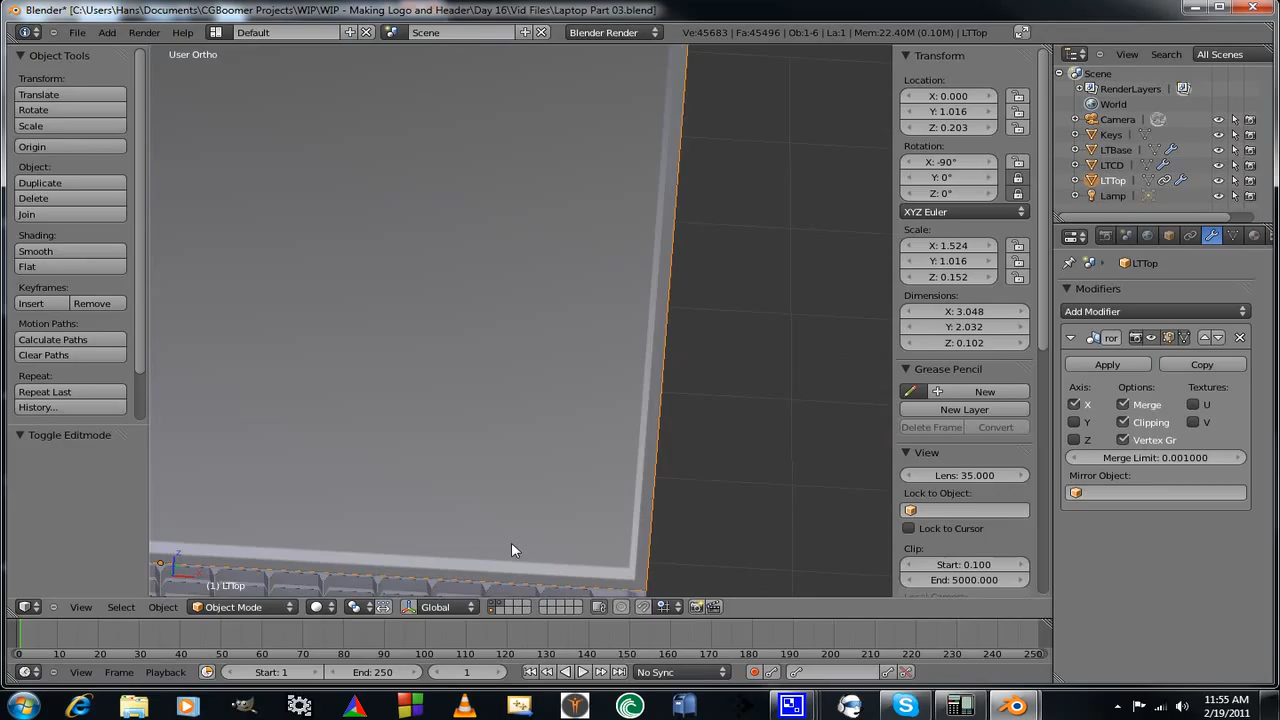 Blender* [C:\Users\Hans\Documents\CGBoomer Projects\WIP\WIP - Making Logo and Header\Day 16\Vid Files\Laptop Part 03.blend]
File Add Render Help Default Scene Blender Render Ve:45683 | Fa:45496 | Ob:1-6 | La:1 | Mem:22.40M (0.10M) | LTTop
Object Tools
Transform:
Translate
Rotate
Scale
Origin
Object:
Duplicate
Delete
Join
Shading:
Smooth
Flat
Keyframes:
Insert Remove
Motion Paths:
Calculate Paths
Clear Paths
Repeat:
Repeat Last
History...
Toggle Editmode
User Ortho
(1) LTTop
Transform
Location:
X: 0.000
Y: 1.016
Z: 0.203
Rotation:
X: -90°
Y: 0°
Z: 0°
XYZ Euler
Scale:
X: 1.524
Y: 1.016
Z: 0.152
Dimensions:
X: 3.048
Y: 2.032
Z: 0.102
Grease Pencil
New
New Layer
Delete Frame Convert
View
Lens: 35.000
Lock to Object:
Lock to Cursor
Clip:
Start: 0.100
End: 5000.000
View Search All Scenes
Scene
RenderLayers
World
Camera
Keys
LTBase
LTCD
LTTop
Lamp
LTTop
Modifiers
Add Modifier
ror
Apply Copy
Axis: Options: Textures:
X Merge U
Y Clipping V
Z Vertex Gr
Merge Limit: 0.001000
Mirror Object:
View Select Object Object Mode Global
0 10 20 30 40 50 60 70 80 90 100 110 120 130 140 150 160 170 180 190 200 210 220 230 240 250
View Frame Playback Start: 1 End: 250 1 No Sync
11:55 AM
2/19/2011